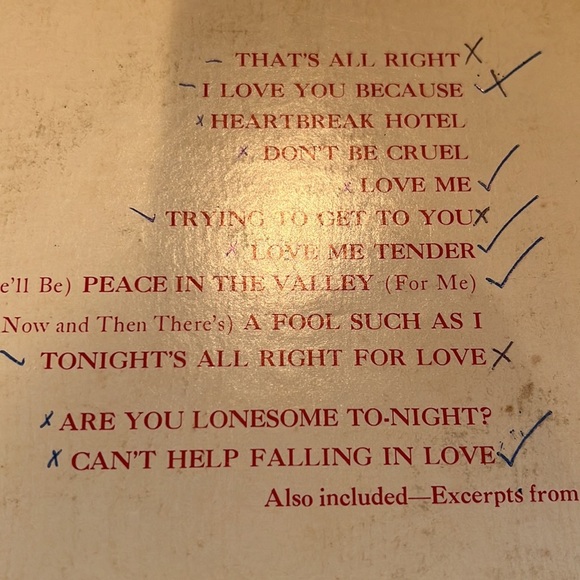 THAT'S ALL RIGHT
I LOVE YOU BECAUSE
HEARTBREAK HOTEL
DON'T BE CRUEL
LOVE ME
TRYING TO GET TO YOU
LOVE ME TENDER
e'll Be) PEACE IN THE VALLEY (For Me)
Now and Then There's) A FOOL SUCH AS I
TONIGHT'S ALL RIGHT FOR LOVE
ARE YOU LONESOME TO-NIGHT?
CAN'T HELP FALLING IN LOVE
Also included—Excerpts from